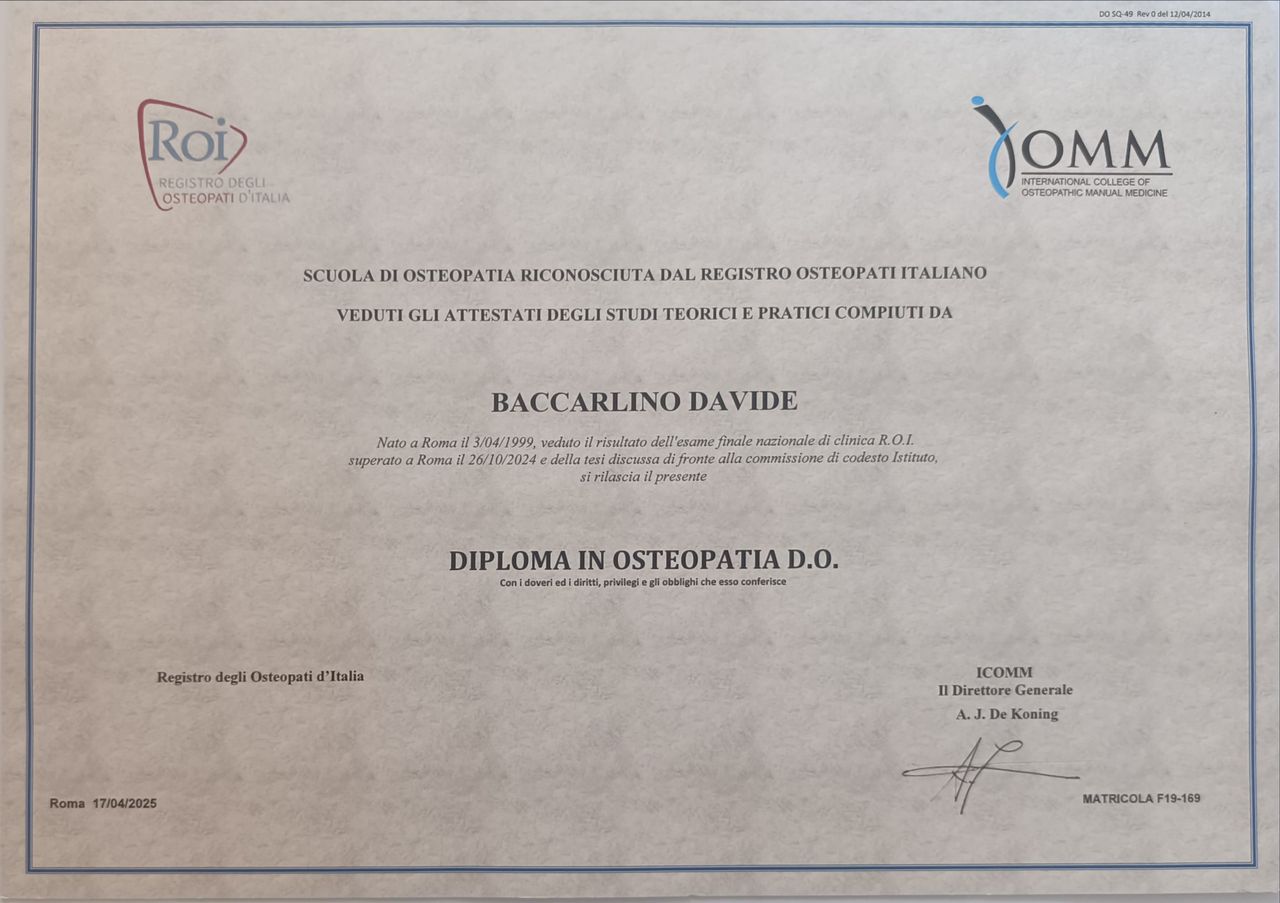 DO SQ-49 Rev 0 del 12/04/2014
Roi
REGISTRO DEGLI
OSTEOPATI D'ITALIA
ICOMM
INTERNATIONAL COLLEGE OF
OSTEOPATHIC MANUAL MEDICINE
SCUOLA DI OSTEOPATIA RICONOSCIUTA DAL REGISTRO OSTEOPATI ITALIANO
VEDUTI GLI ATTESTATI DEGLI STUDI TEORICI E PRATICI COMPIUTI DA
BACCARLINO DAVIDE
Nato a Roma il 3/04/1999, veduto il risultato dell'esame finale nazionale di clinica R.O.I.
superato a Roma il 26/10/2024 e della tesi discussa di fronte alla commissione di codesto Istituto,
si rilascia il presente
DIPLOMA IN OSTEOPATIA D.O.
Con i doveri ed i diritti, privilegi e gli obblighi che esso conferisce
Registro degli Osteopati d'Italia
ICOMM
Il Direttore Generale
A. J. De Koning
Roma 17/04/2025
MATRICOLA F19-169